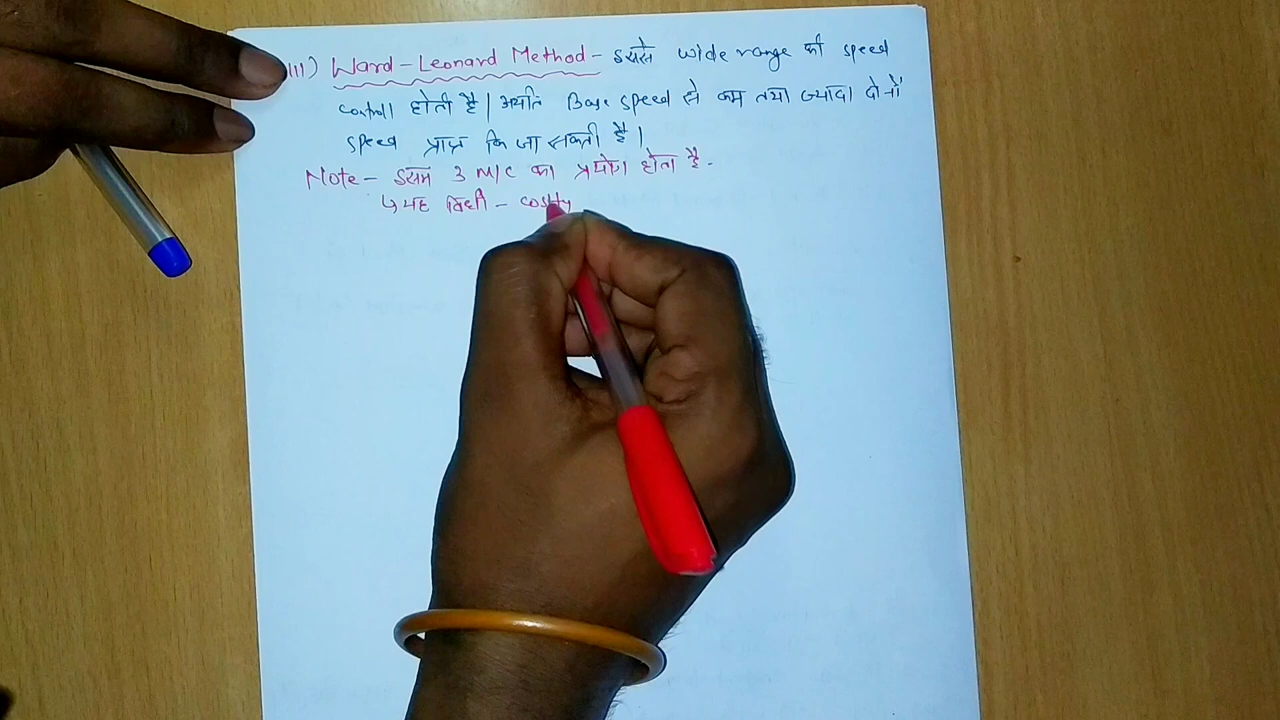 III) Ward-Leonard Method - इससे wide range की speed
control होती है। अर्थात Base speed से कम तथा ज्यादा दोनों
speed प्राप्त कि जा सकती है।
Note - इसमे 3 M/C का प्रयोग होता है.
↳ यह विधी - costly